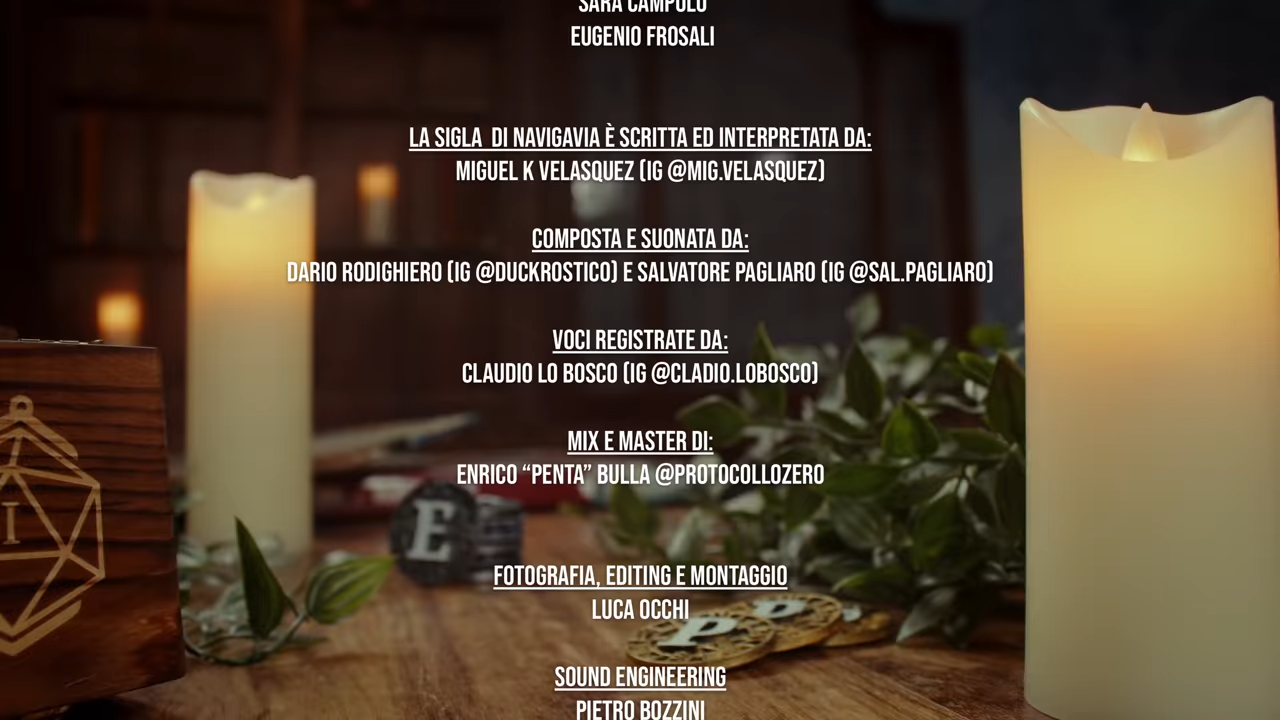 SARA CAMPOLO
EUGENIO FROSALI
LA SIGLA  DI NAVIGAVIA È SCRITTA ED INTERPRETATA DA:
MIGUEL K VELASQUEZ (IG @MIG.VELASQUEZ)
COMPOSTA E SUONATA DA:
DARIO RODIGHIERO (IG @DUCKROSTICO) E SALVATORE PAGLIARO (IG @SAL.PAGLIARO)
VOCI REGISTRATE DA:
CLAUDIO LO BOSCO (IG @CLADIO.LOBOSCO)
MIX E MASTER DI:
ENRICO “PENTA” BULLA @PROTOCOLLOZERO
E
I
FOTOGRAFIA, EDITING E MONTAGGIO
LUCA OCCHI
P P
SOUND ENGINEERING
PIETRO BOZZINI